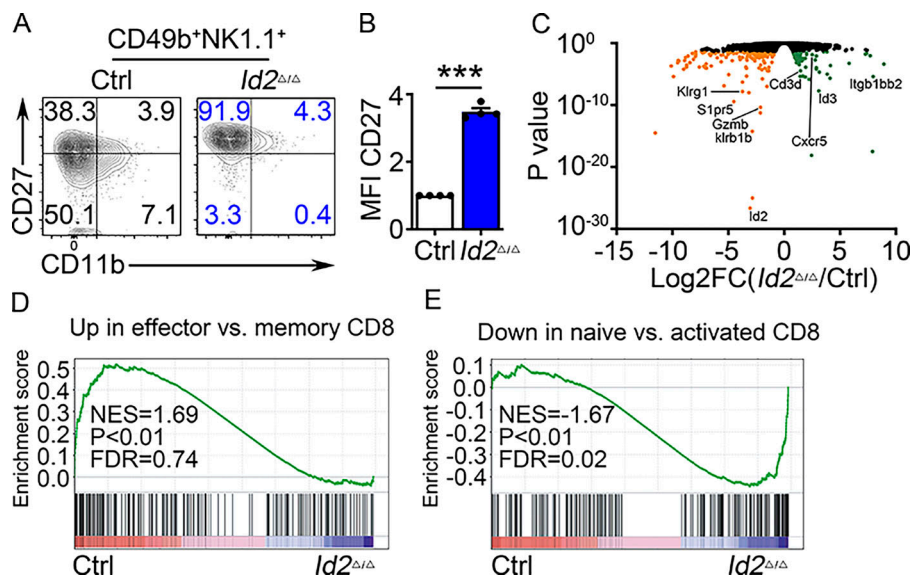 A
CD49b⁺NK1.1⁺
Ctrl
Id2△/△
38.3
3.9
50.1
7.1
91.9
4.3
3.3
0.4
CD27
0
CD11b
B
***
MFI CD27
4
2
0
Ctrl
Id2△/△
C
P value
10⁰
10⁻¹⁰
10⁻²⁰
10⁻³⁰
Klrg1
S1pr5
Gzmb
klrb1b
Id2
Cd3d
Id3
Itgb1bb2
Cxcr5
-15
-10
-5
0
5
10
Log2FC(Id2△/△/Ctrl)
D
Up in effector vs. memory CD8
Enrichment score
0.5
0.4
0.3
0.2
0.1
0.0
NES=1.69
P<0.01
FDR=0.74
Ctrl
Id2△/△
E
Down in naive vs. activated CD8
Enrichment score
0.1
0.0
-0.1
-0.2
-0.3
-0.4
NES=-1.67
P<0.01
FDR=0.02
Ctrl
Id2△/△